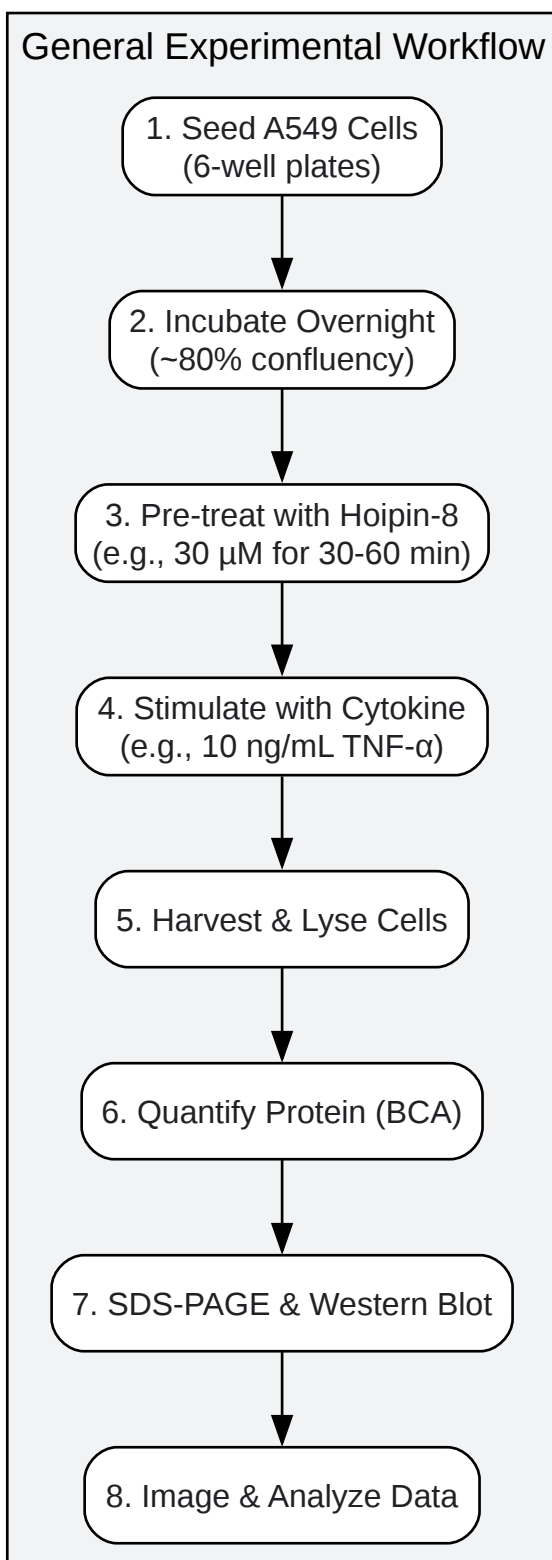 General Experimental Workflow
1. Seed A549 Cells
(6-well plates)
2. Incubate Overnight
(~80% confluency)
3. Pre-treat with Hoipin-8
(e.g., 30 µM for 30-60 min)
4. Stimulate with Cytokine
(e.g., 10 ng/mL TNF-α)
5. Harvest & Lyse Cells
6. Quantify Protein (BCA)
7. SDS-PAGE & Western Blot
8. Image & Analyze Data